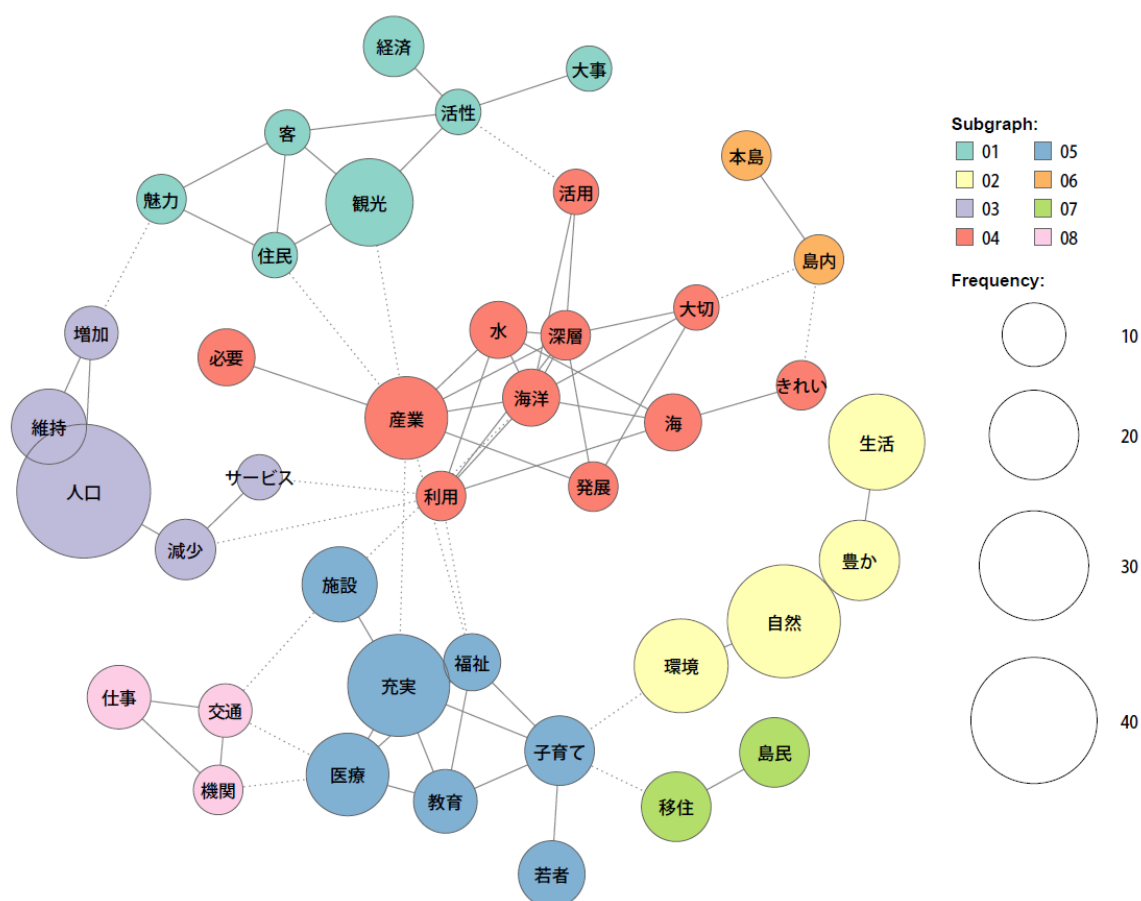 経済
大事
活性
客
本島
活用
魅力
観光
住民
島内
大切
増加
水
深層
必要
きれい
海洋
産業
海
維持
生活
サービス
人口
利用
発展
減少
豊か
施設
自然
福祉
環境
充実
仕事
交通
子育て
島民
医療
機関
教育
移住
若者
Subgraph:
01
05
02
06
03
07
04
08
Frequency:
10
20
30
40